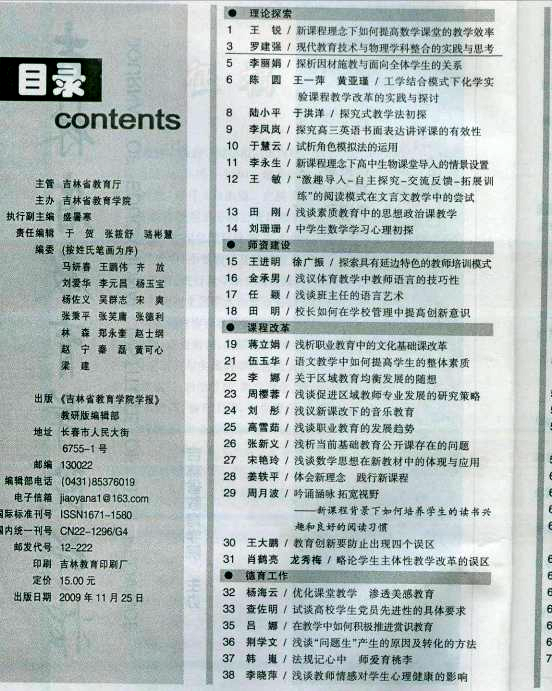 目录
contents
主管 吉林省教育厅
主办 吉林省教育学院
执行副主编 盛暑寒
责任编辑 于 贺 张筱舒 骆彬慧
编委 (按姓氏笔画为序)
马妍春 王鹏伟 齐 放
刘爱华 李元昌 杨玉宝
杨佐义 吴群志 宋 爽
张秉平 张笑庸 张德利
林 森 郑永奎 赵士纲
赵 宁 秦 磊 黄可心
梁 建
出版 《吉林省教育学院学报》
教研版编辑部
地址 长春市人民大街
6755-1 号
邮编 130022
编辑部电话 (0431)85376019
电子信箱 jiaoyana1@163.com
国际标准刊号 ISSN1671-1580
国内统一刊号 CN22-1296/G4
邮发代号 12-222
印刷 吉林教育印刷厂
定价 15.00 元
出版日期 2009 年 11 月 25 日
● 理论探索
1 王 锐 / 新课程理念下如何提高数学课堂的教学效率
3 罗建强 / 现代教育技术与物理学科整合的实践与思考
5 李丽娟 / 探析因材施教与面向全体学生的关系
6 陈 圆 王一萍 黄亚瑾 / 工学结合模式下化学实
验课程教学改革的实践与探讨
8 陆小平 于洪洋 / 探究式教学法初探
9 李凤岚 / 探究高三英语书面表达讲评课的有效性
10 于慧云 / 试析角色模拟法的运用
11 李永生 / 新课程理念下高中生物课堂导入的情景设置
12 王 敏 / “激趣导入-自主探究-交流反馈-拓展训
练”的阅读模式在文言文教学中的尝试
13 田 刚 / 浅谈素质教育中的思想政治课教学
14 刘珊珊 / 中学生数学学习心理初探
● 师资建设
15 王进明 徐广振 / 探索具有延边特色的教师培训模式
16 金承男 / 浅议体育教学中教师语言的技巧性
17 任 颖 / 浅谈班主任的语言艺术
18 田 明 / 校长如何在学校管理中提高创新意识
● 课程改革
19 蒋立娟 / 浅析职业教育中的文化基础课改革
21 伍玉华 / 语文教学中如何提高学生的整体素质
22 李 娜 / 关于区域教育均衡发展的随想
23 周樱蓉 / 浅谈促进区域教师专业发展的研究策略
24 刘 彤 / 浅议新课改下的音乐教育
25 高雪茹 / 浅谈职业教育的发展趋势
26 张新义 / 浅析当前基础教育公开课存在的问题
27 宋艳玲 / 浅谈数学思想在新教材中的体现与应用
28 姜轶平 / 体会新理念 践行新课程
29 周月波 / 吟诵涵咏 拓宽视野
——新课程背景下如何培养学生的读书兴
趣和良好的阅读习惯
30 王大鹏 / 教育创新要防止出现四个误区
31 肖鹤亮 龙秀梅 / 略论学生主体性教学改革的误区
● 德育工作
32 杨海云 / 优化课堂教学 渗透美感教育
33 查佐明 / 试谈高校学生党员先进性的具体要求
35 吕 娜 / 在教学中如何积极推进赏识教育
36 荆学文 / 浅谈“问题生”产生的原因及转化的方法
37 韩 嵬 / 法规记心中 师爱育桃李
38 李晓萍 / 浅谈教师情感对学生心理健康的影响